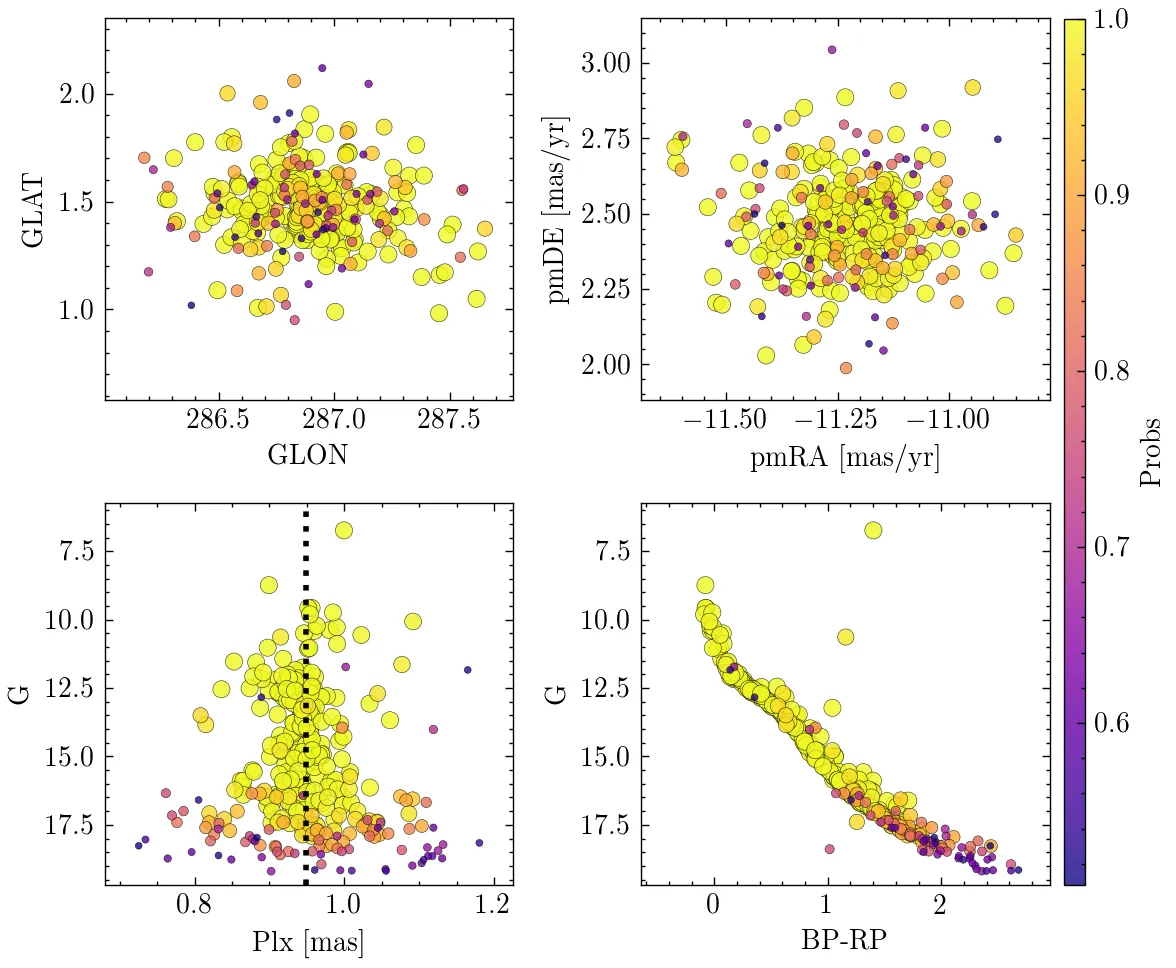 2.0
1.5
1.0
GLAT
286.5 287.0 287.5
GLON
3.00
2.75
2.50
2.25
2.00
pmDE [mas/yr]
−11.50 −11.25 −11.00
pmRA [mas/yr]
7.5
10.0
12.5
15.0
17.5
G
0.8 1.0 1.2
Plx [mas]
7.5
10.0
12.5
15.0
17.5
G
0 1 2
BP-RP
1.0
0.9
0.8
0.7
0.6
Probs